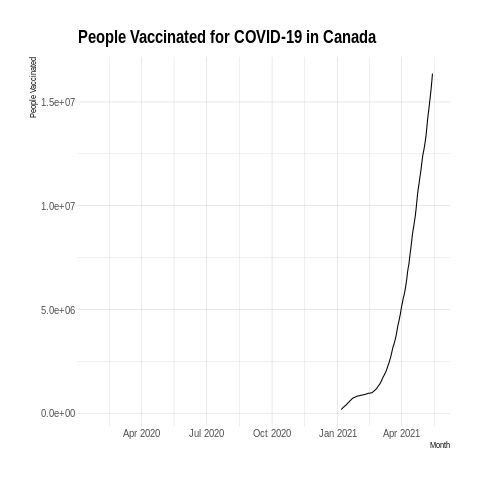 People Vaccinated for COVID-19 in Canada
People Vaccinated
1.5e+07
1.0e+07
5.0e+06
0.0e+00
Apr 2020 Jul 2020 Oct 2020 Jan 2021 Apr 2021
Month